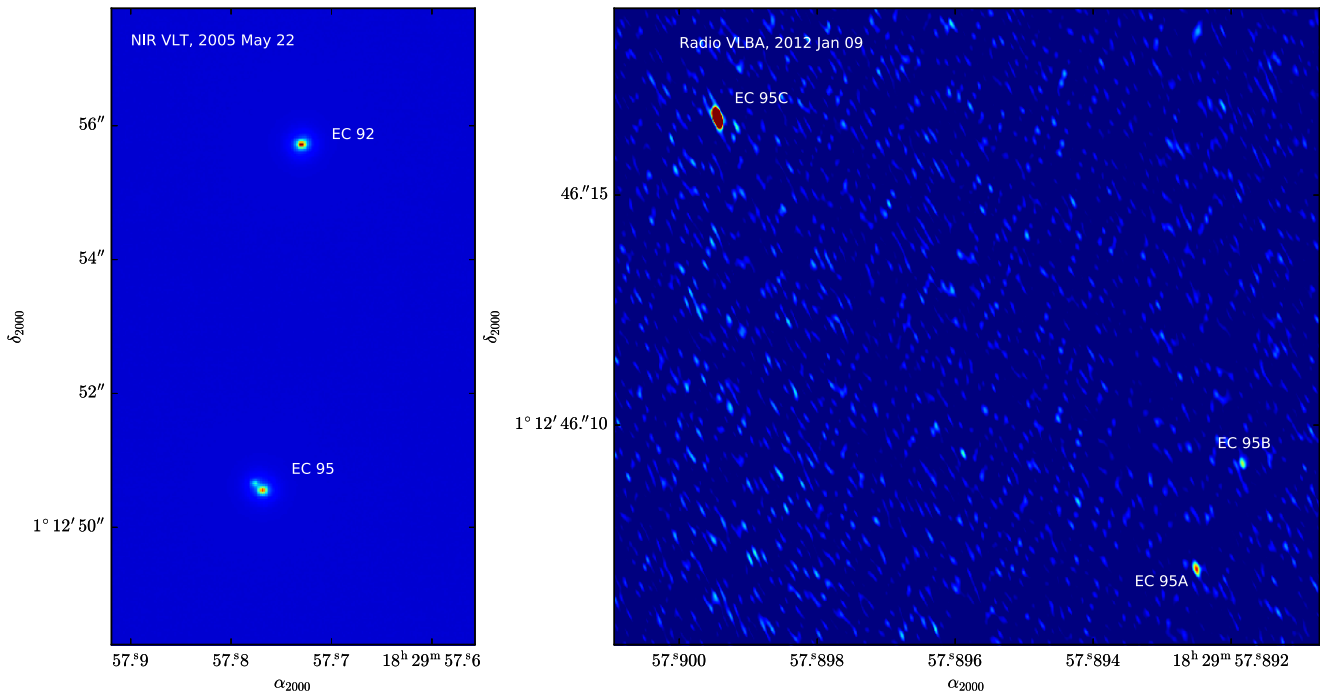 NIR VLT, 2005 May 22
EC 92
EC 95
56″
54″
52″
1° 12′ 50″
δ2000
57.ˢ9
57.ˢ8
57.ˢ7
18ʰ 29ᵐ 57.ˢ6
α2000
Radio VLBA, 2012 Jan 09
EC 95C
EC 95B
EC 95A
46.″15
1° 12′ 46.″10
δ2000
57.ˢ900
57.ˢ898
57.ˢ896
57.ˢ894
18ʰ 29ᵐ 57.ˢ892
α2000